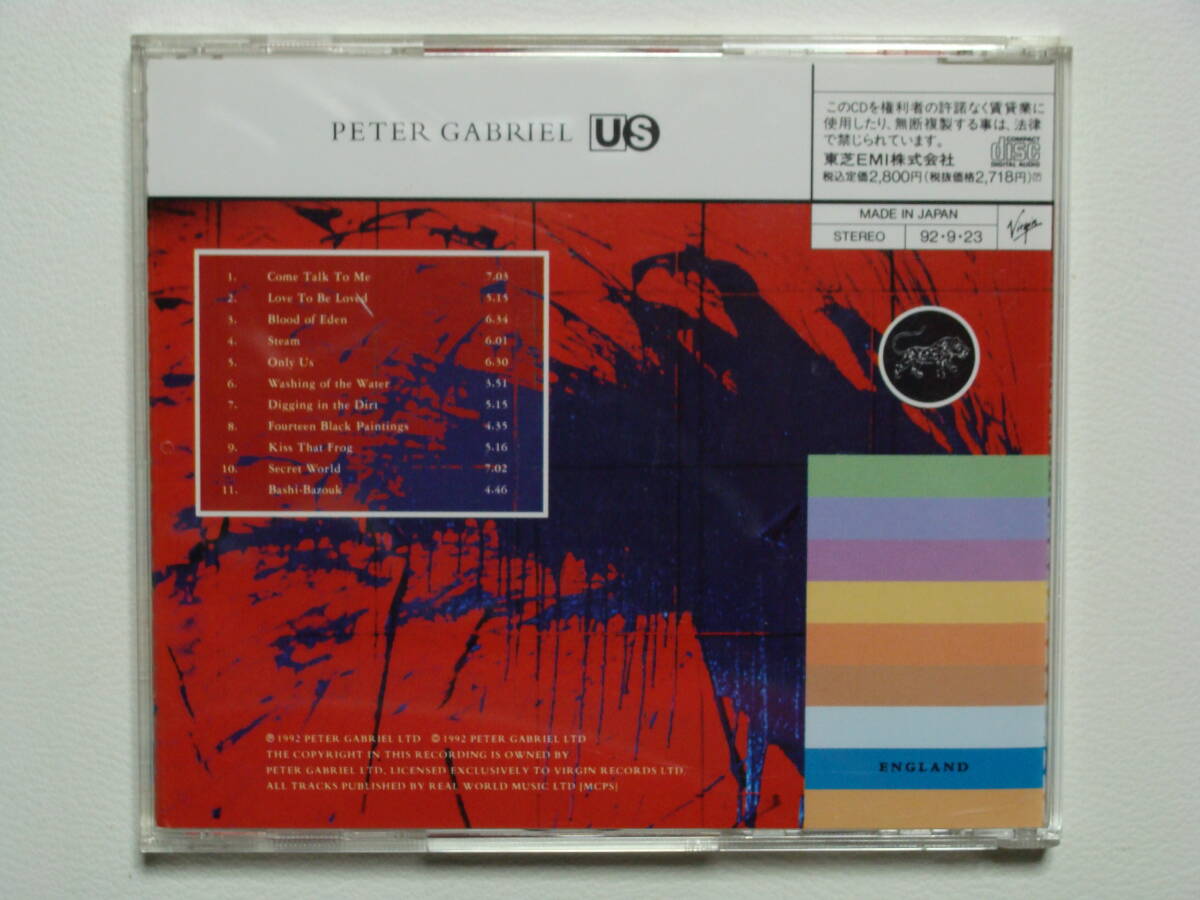 PETER GABRIEL US
このCDを権利者の許諾なく賃貸業に
使用したり、無断複製する事は、法律
で禁じられています。
東芝EMI株式会社
税込定価2,800円(税抜価格2,718円)Ⓟ
COMPACT
disc
DIGITAL AUDIO
MADE IN JAPAN
STEREO 92・9・23
Virgin
1. Come Talk To Me 7.03
2. Love To Be Loved 5.15
3. Blood of Eden 6.34
4. Steam 6.01
5. Only Us 6.30
6. Washing of the Water 3.51
7. Digging in the Dirt 5.15
8. Fourteen Black Paintings 4.35
9. Kiss That Frog 5.16
10. Secret World 7.02
11. Bashi-Bazouk 4.46
℗ 1992 PETER GABRIEL LTD © 1992 PETER GABRIEL LTD
THE COPYRIGHT IN THIS RECORDING IS OWNED BY
PETER GABRIEL LTD, LICENSED EXCLUSIVELY TO VIRGIN RECORDS LTD.
ALL TRACKS PUBLISHED BY REAL WORLD MUSIC LTD [MCPS]
ENGLAND